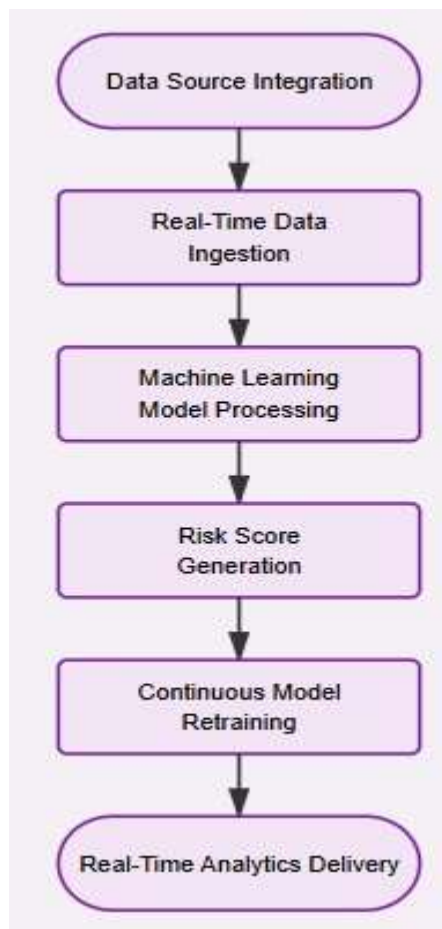 Data Source Integration
Real-Time Data
Ingestion
Machine Learning
Model Processing
Risk Score
Generation
Continuous Model
Retraining
Real-Time Analytics Delivery